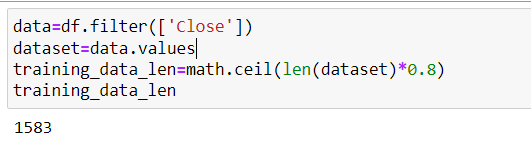 data=df.filter(['Close'])
dataset=data.values
training_data_len=math.ceil(len(dataset)*0.8)
training_data_len
1583